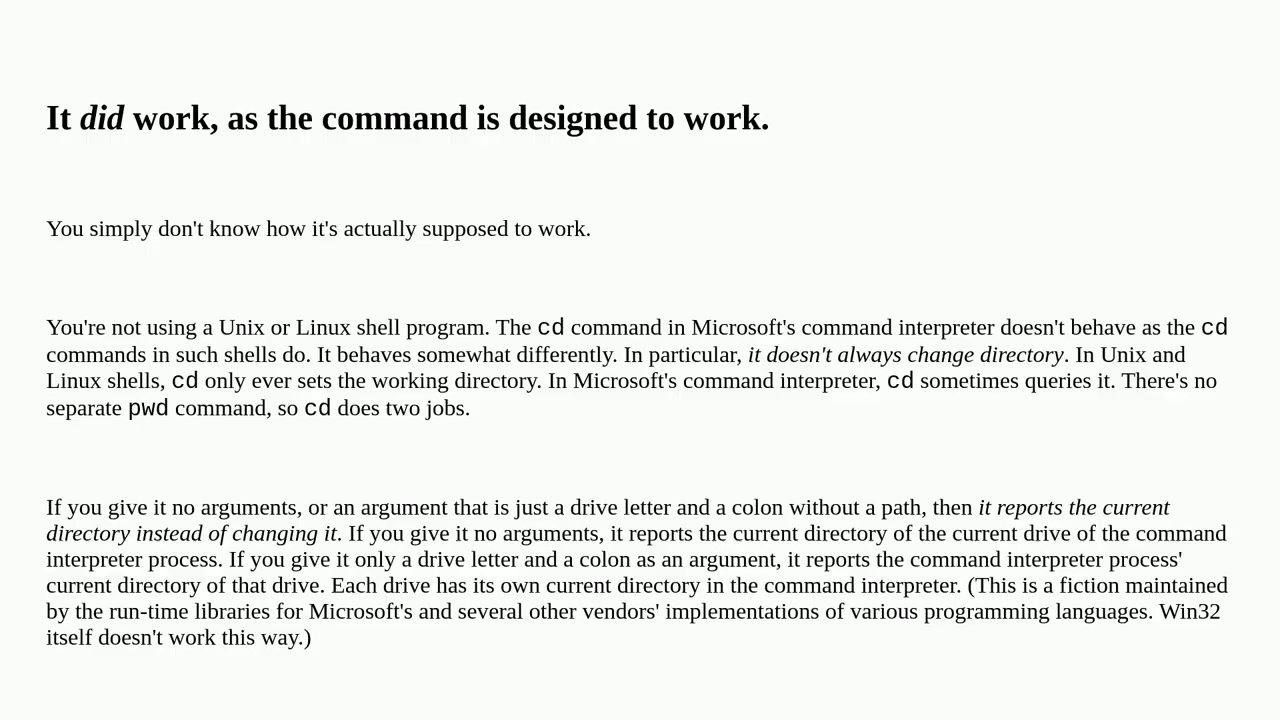 It did work, as the command is designed to work.
You simply don't know how it's actually supposed to work.
You're not using a Unix or Linux shell program. The cd command in Microsoft's command interpreter doesn't behave as the cd
commands in such shells do. It behaves somewhat differently. In particular, it doesn't always change directory. In Unix and
Linux shells, cd only ever sets the working directory. In Microsoft's command interpreter, cd sometimes queries it. There's no
separate pwd command, so cd does two jobs.
If you give it no arguments, or an argument that is just a drive letter and a colon without a path, then it reports the current
directory instead of changing it. If you give it no arguments, it reports the current directory of the current drive of the command
interpreter process. If you give it only a drive letter and a colon as an argument, it reports the command interpreter process'
current directory of that drive. Each drive has its own current directory in the command interpreter. (This is a fiction maintained
by the run-time libraries for Microsoft's and several other vendors' implementations of various programming languages. Win32
itself doesn't work this way.)